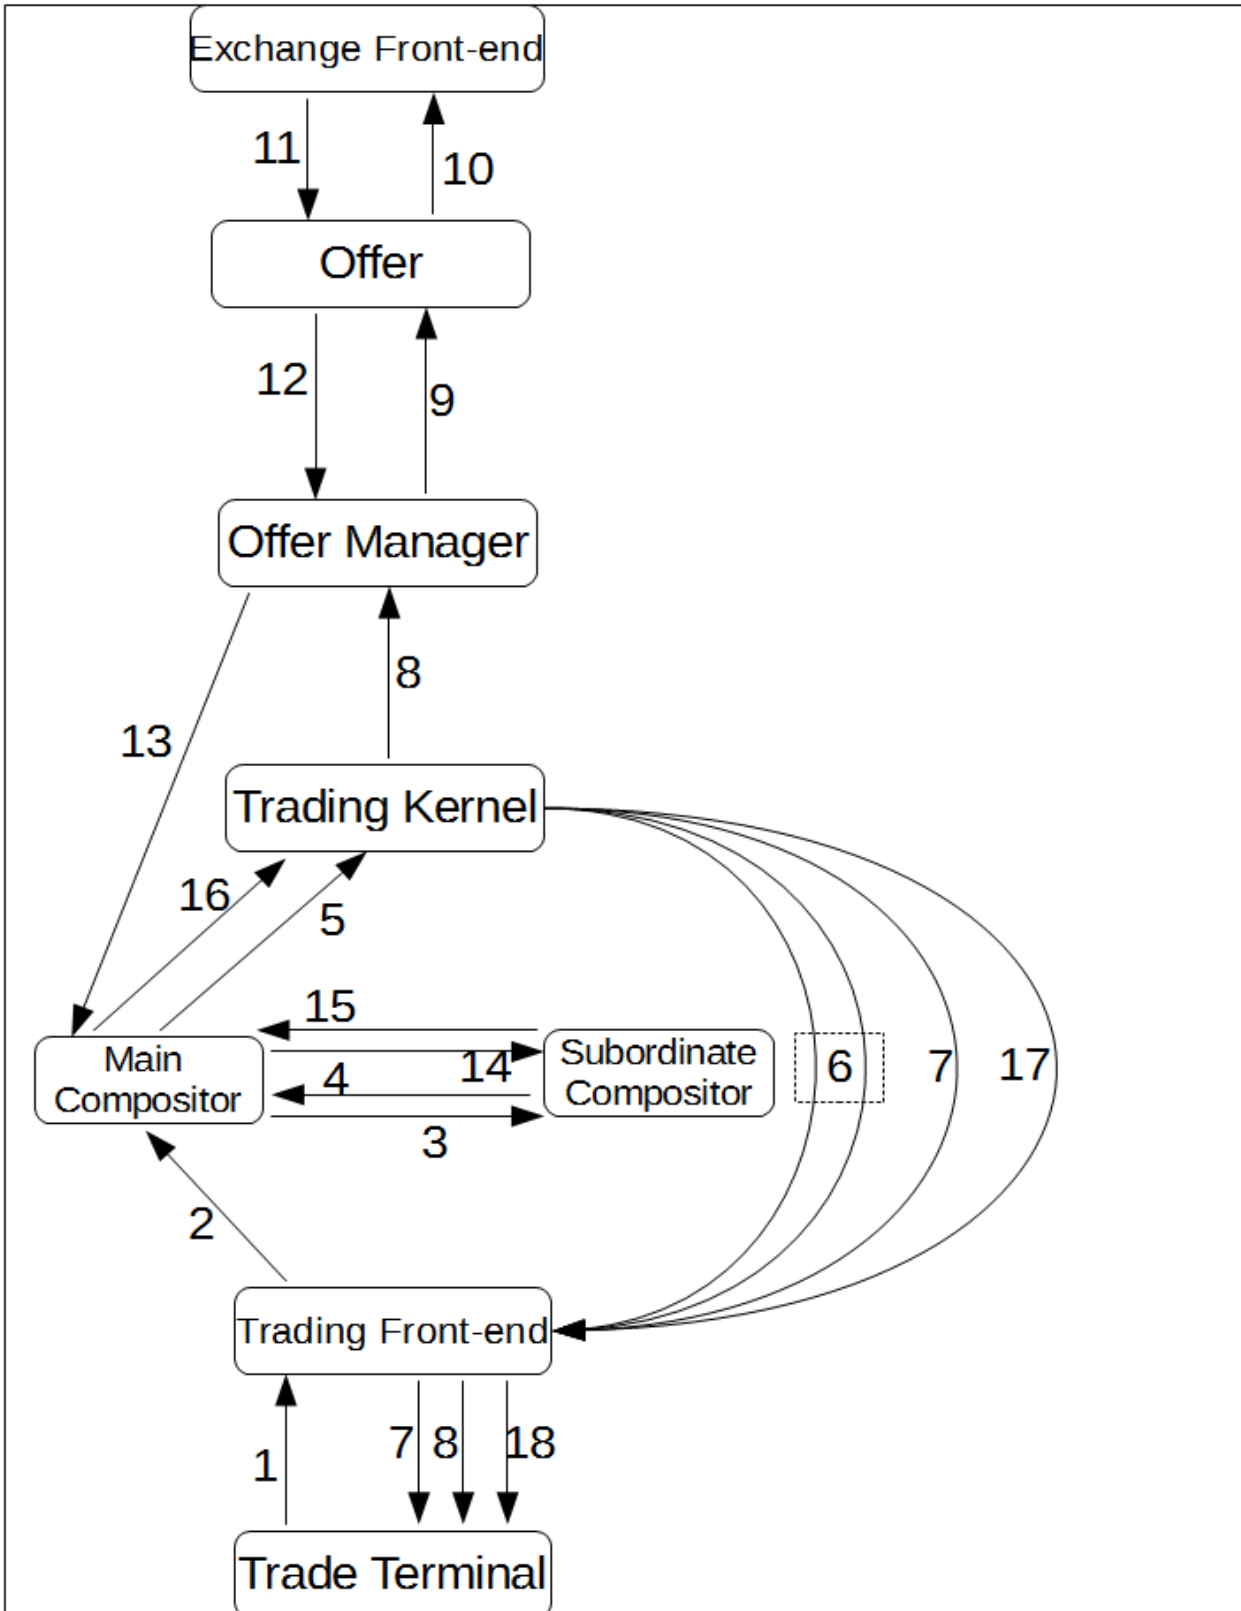 Exchange Front-end
11
10
Offer
12
9
Offer Manager
8
13
Trading Kernel
16
5
15
Main
Compositor
4
14
Subordinate
Compositor
6
7
17
3
2
Trading Front-end
1
7
8
18
Trade Terminal